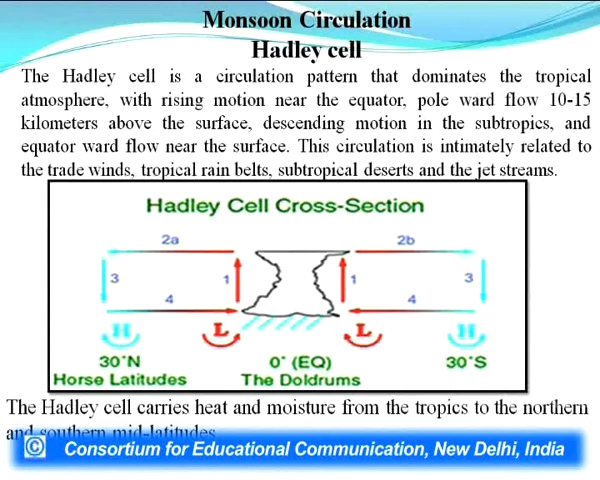 Monsoon Circulation
Hadley cell
The Hadley cell is a circulation pattern that dominates the tropical
atmosphere, with rising motion near the equator, pole ward flow 10-15
kilometers above the surface, descending motion in the subtropics, and
equator ward flow near the surface. This circulation is intimately related to
the trade winds, tropical rain belts, subtropical deserts and the jet streams.
Hadley Cell Cross-Section
2a 2b
3 1 1 3
4 4
H L L H
30°N 0° (EQ) 30°S
Horse Latitudes The Doldrums
The Hadley cell carries heat and moisture from the tropics to the northern
and southern mid-latitudes
© Consortium for Educational Communication, New Delhi, India